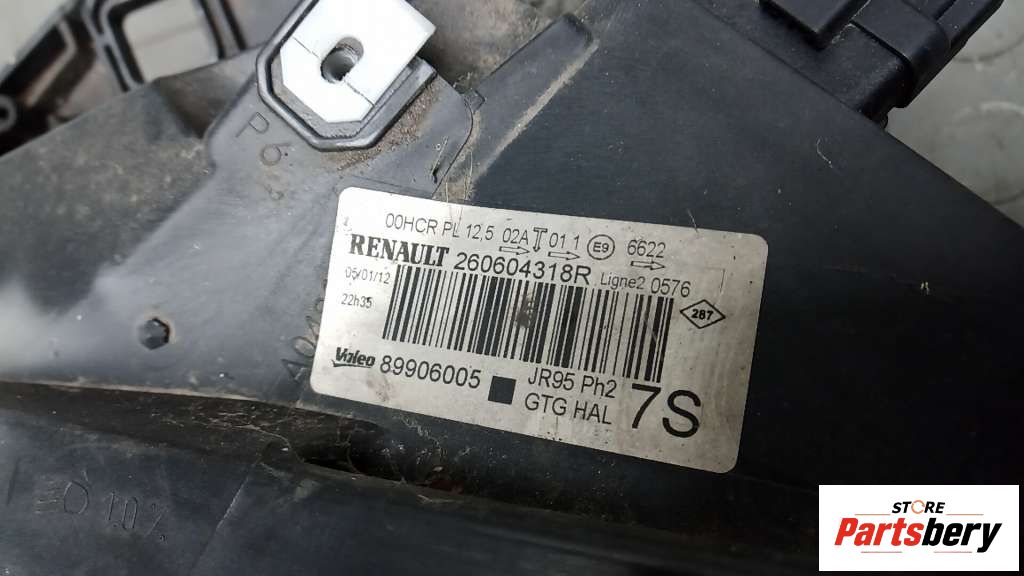 P6
00HCR PL 12,5 02A T 01 1 E9 6622
RENAULT 260604318R Ligne2 0576
05/01/12
22h35
287
Valeo 89906005 JR95 Ph2
GTG HAL 7S
STORE
Partsbery